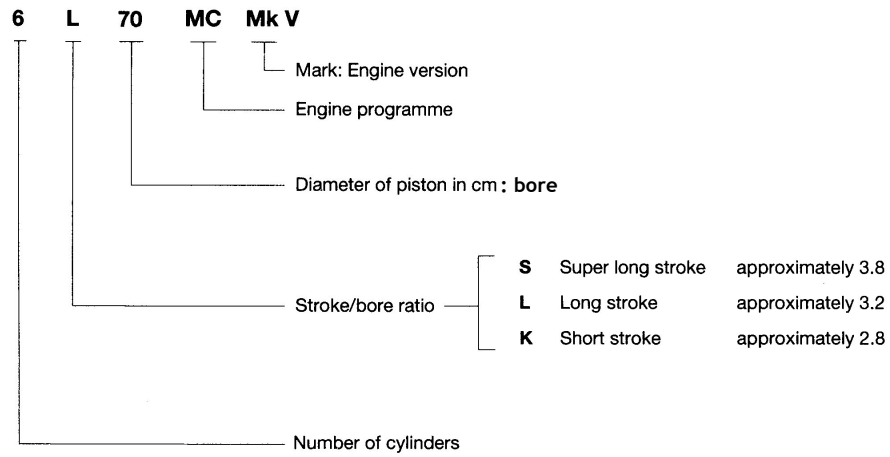 6 L 70 MC Mk V
Mark: Engine version
Engine programme
Diameter of piston in cm: bore
S Super long stroke approximately 3.8
Stroke/bore ratio L Long stroke approximately 3.2
K Short stroke approximately 2.8
Number of cylinders